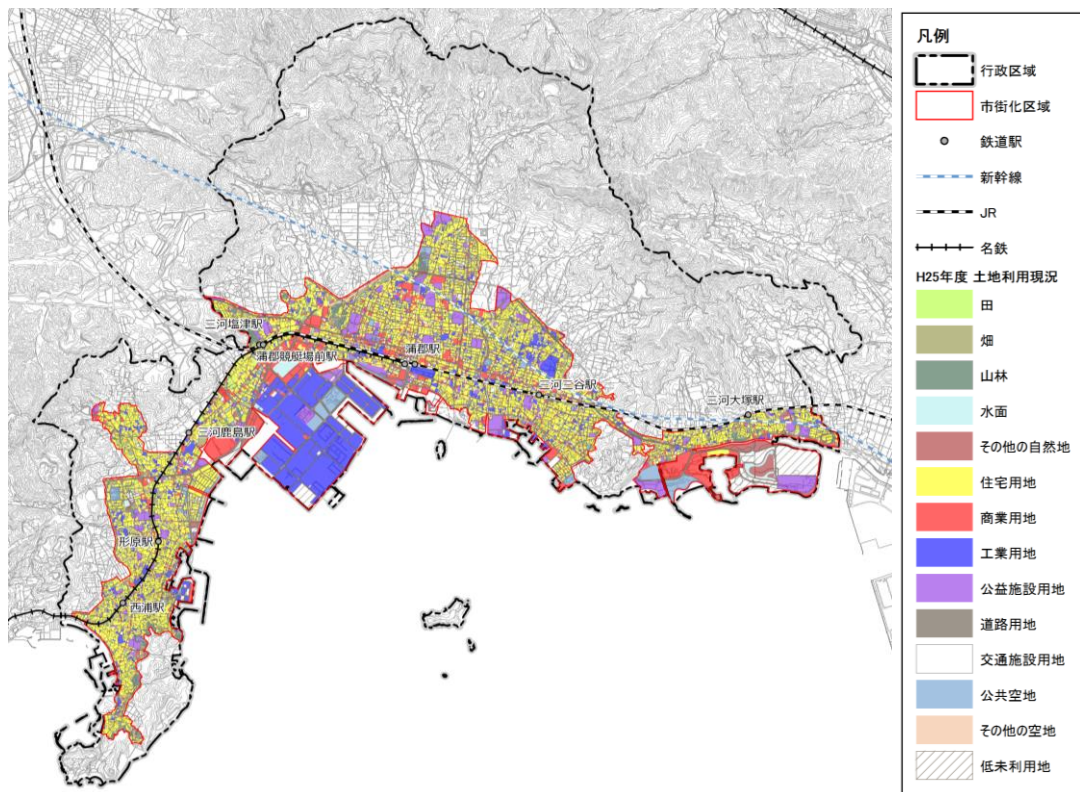 三河塩津駅
蒲郡競艇場前駅
蒲郡駅
三河三谷駅
三河大塚駅
三河鹿島駅
形原駅
西浦駅
凡例
行政区域
市街化区域
鉄道駅
新幹線
JR
名鉄
H25年度 土地利用現況
田
畑
山林
水面
その他の自然地
住宅用地
商業用地
工業用地
公益施設用地
道路用地
交通施設用地
公共空地
その他の空地
低未利用地